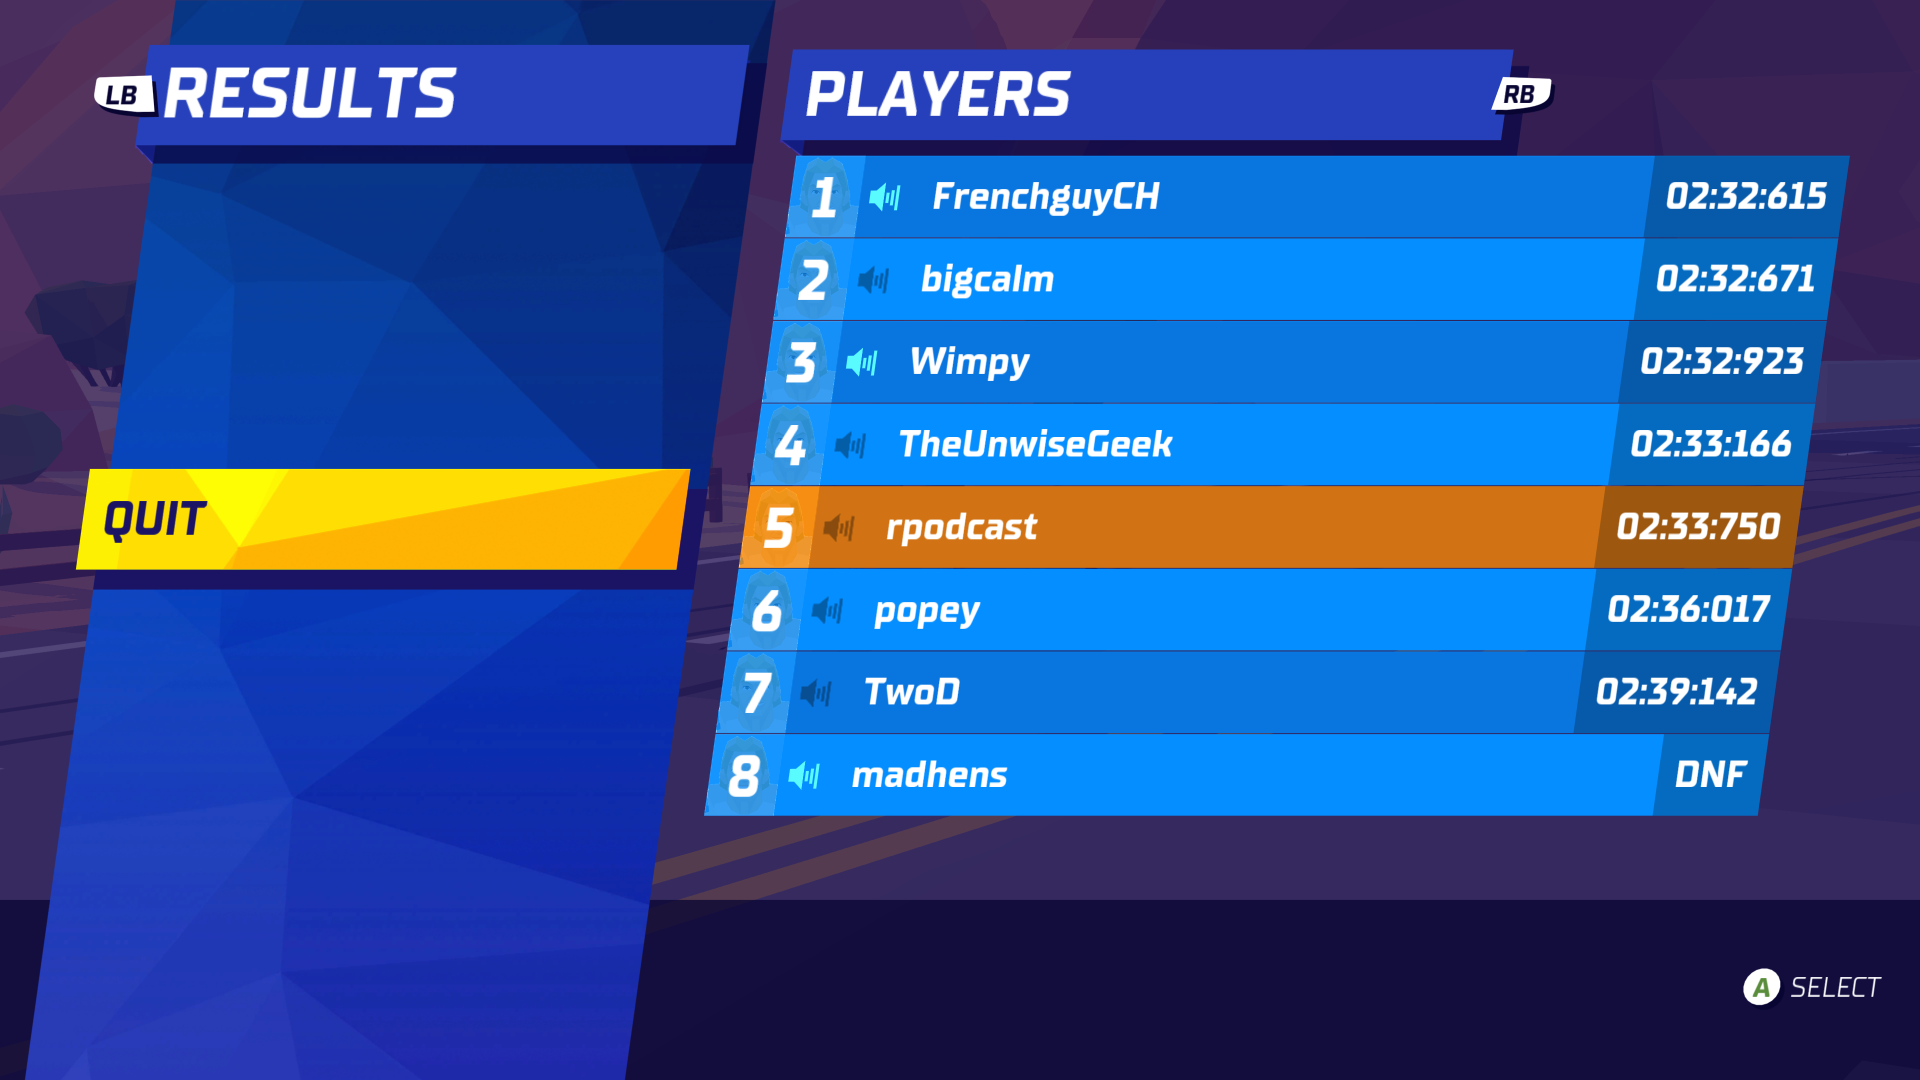 LB RESULTS
PLAYERS RB
1 FrenchguyCH 02:32:615
2 bigcalm 02:32:671
3 Wimpy 02:32:923
4 TheUnwiseGeek 02:33:166
QUIT
5 rpodcast 02:33:750
6 popey 02:36:017
7 TwoD 02:39:142
8 madhens DNF
A SELECT